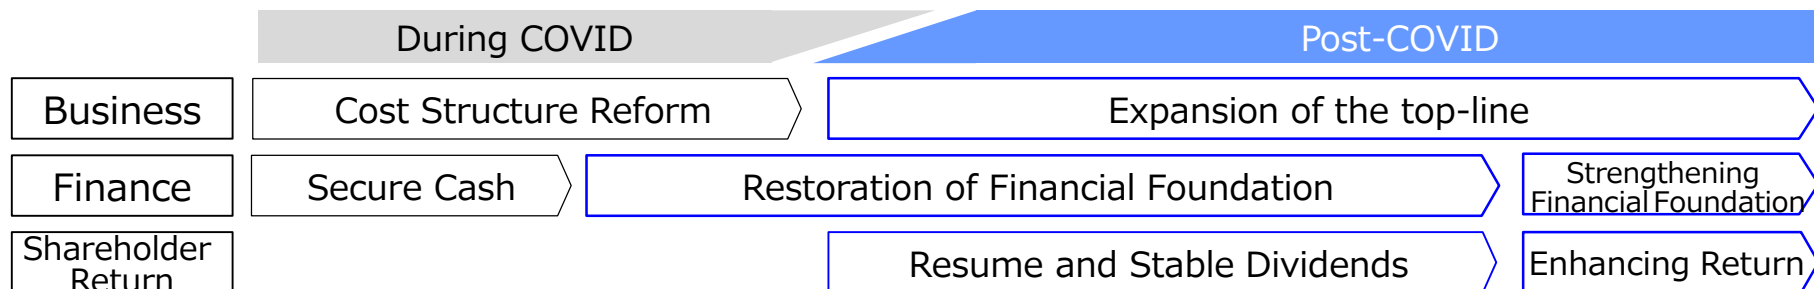 During COVID
Post-COVID
Business
Cost Structure Reform
Expansion of the top-line
Finance
Secure Cash
Restoration of Financial Foundation
Strengthening
Financial Foundation
Shareholder
Return
Resume and Stable Dividends
Enhancing Return